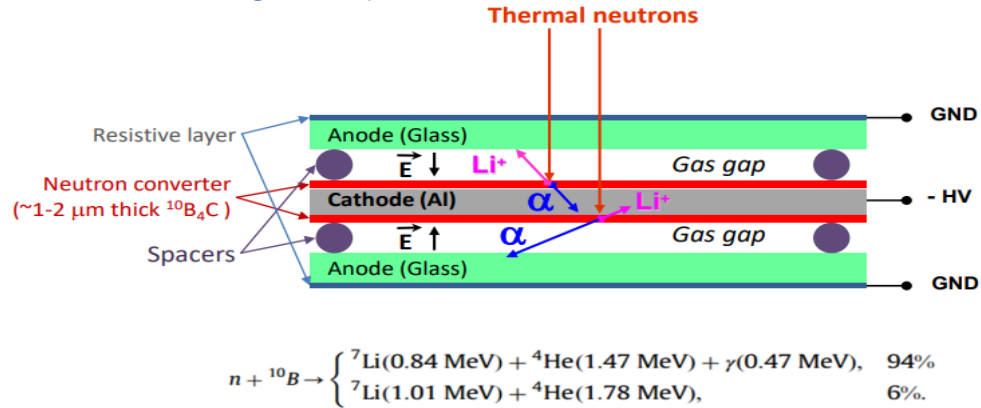 Thermal neutrons
GND
Resistive layer
Anode (Glass)
E
Li⁺
Gas gap
Neutron converter
(~1-2 μm thick ¹⁰B₄C )
Cathode (Al)
α
Li⁺
- HV
Spacers
E
α
Gas gap
Anode (Glass)
GND
n + ¹⁰B → { ⁷Li(0.84 MeV) + ⁴He(1.47 MeV) + γ(0.47 MeV), 94%
⁷Li(1.01 MeV) + ⁴He(1.78 MeV), 6%.